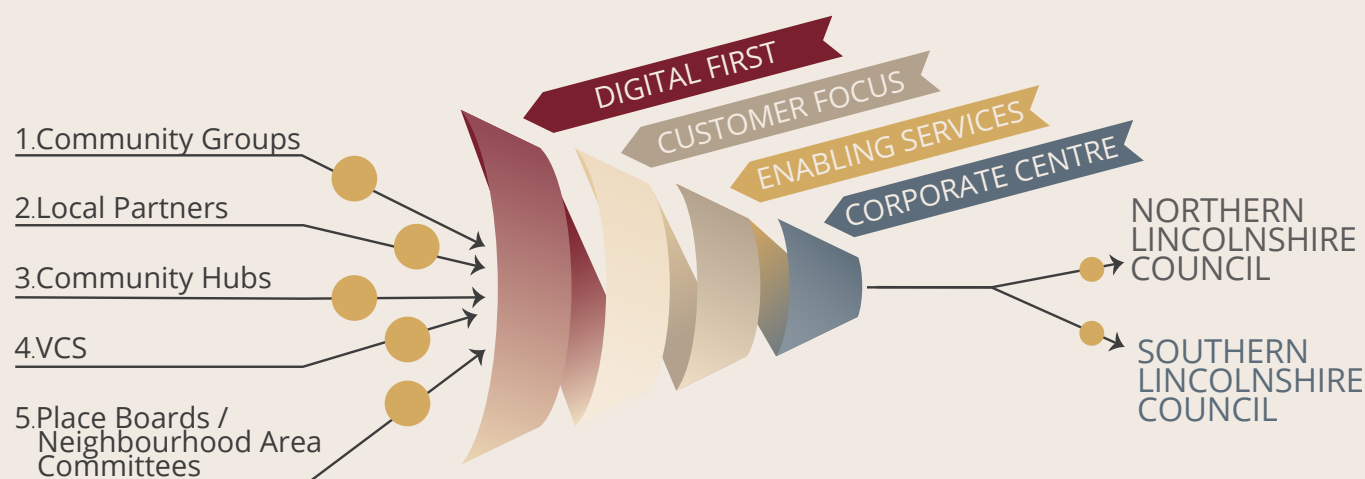 DIGITAL FIRST
CUSTOMER FOCUS
ENABLING SERVICES
CORPORATE CENTRE
1.Community Groups
2.Local Partners
3.Community Hubs
4.VCS
5.Place Boards /
Neighbourhood Area
Committees
NORTHERN
LINCOLNSHIRE
COUNCIL
SOUTHERN
LINCOLNSHIRE
COUNCIL